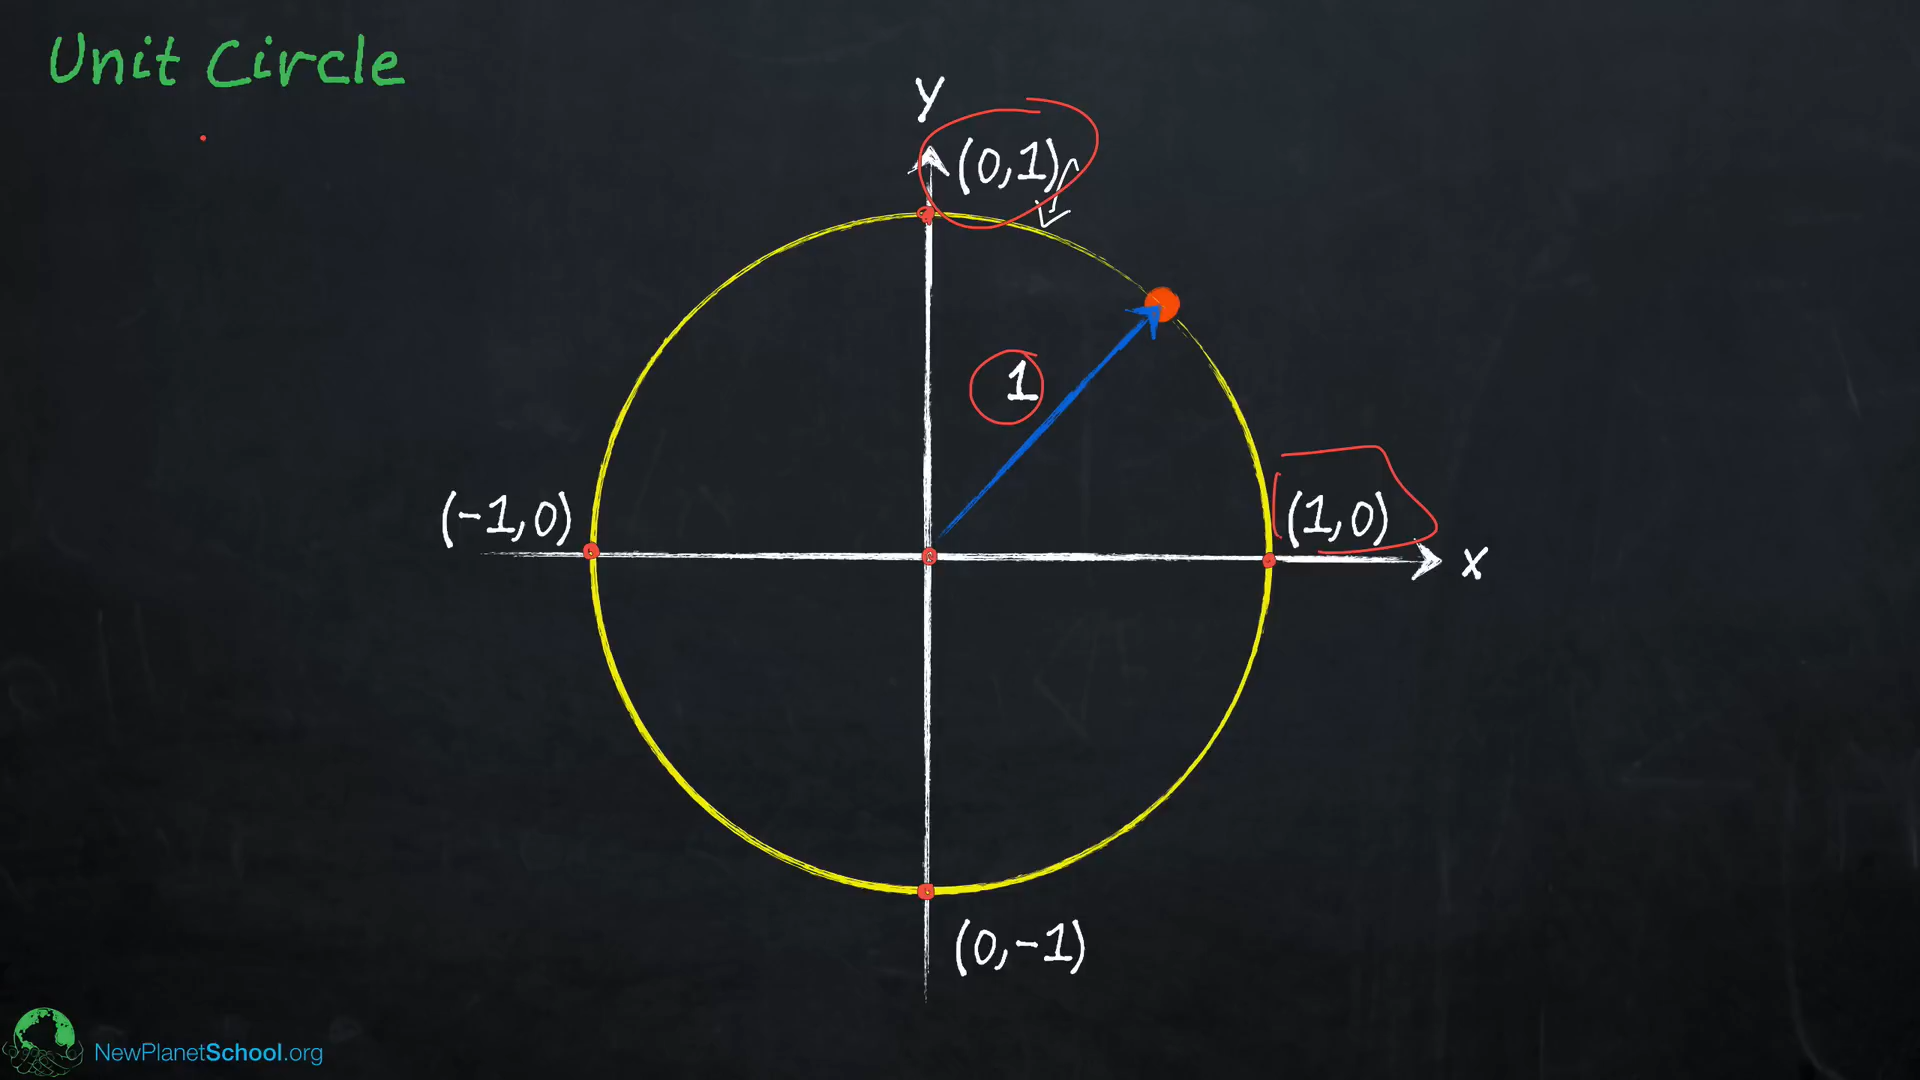 Unit Circle
y
(0,1)
1
(-1,0)
(1,0)
x
(0,-1)
NewPlanetSchool.org